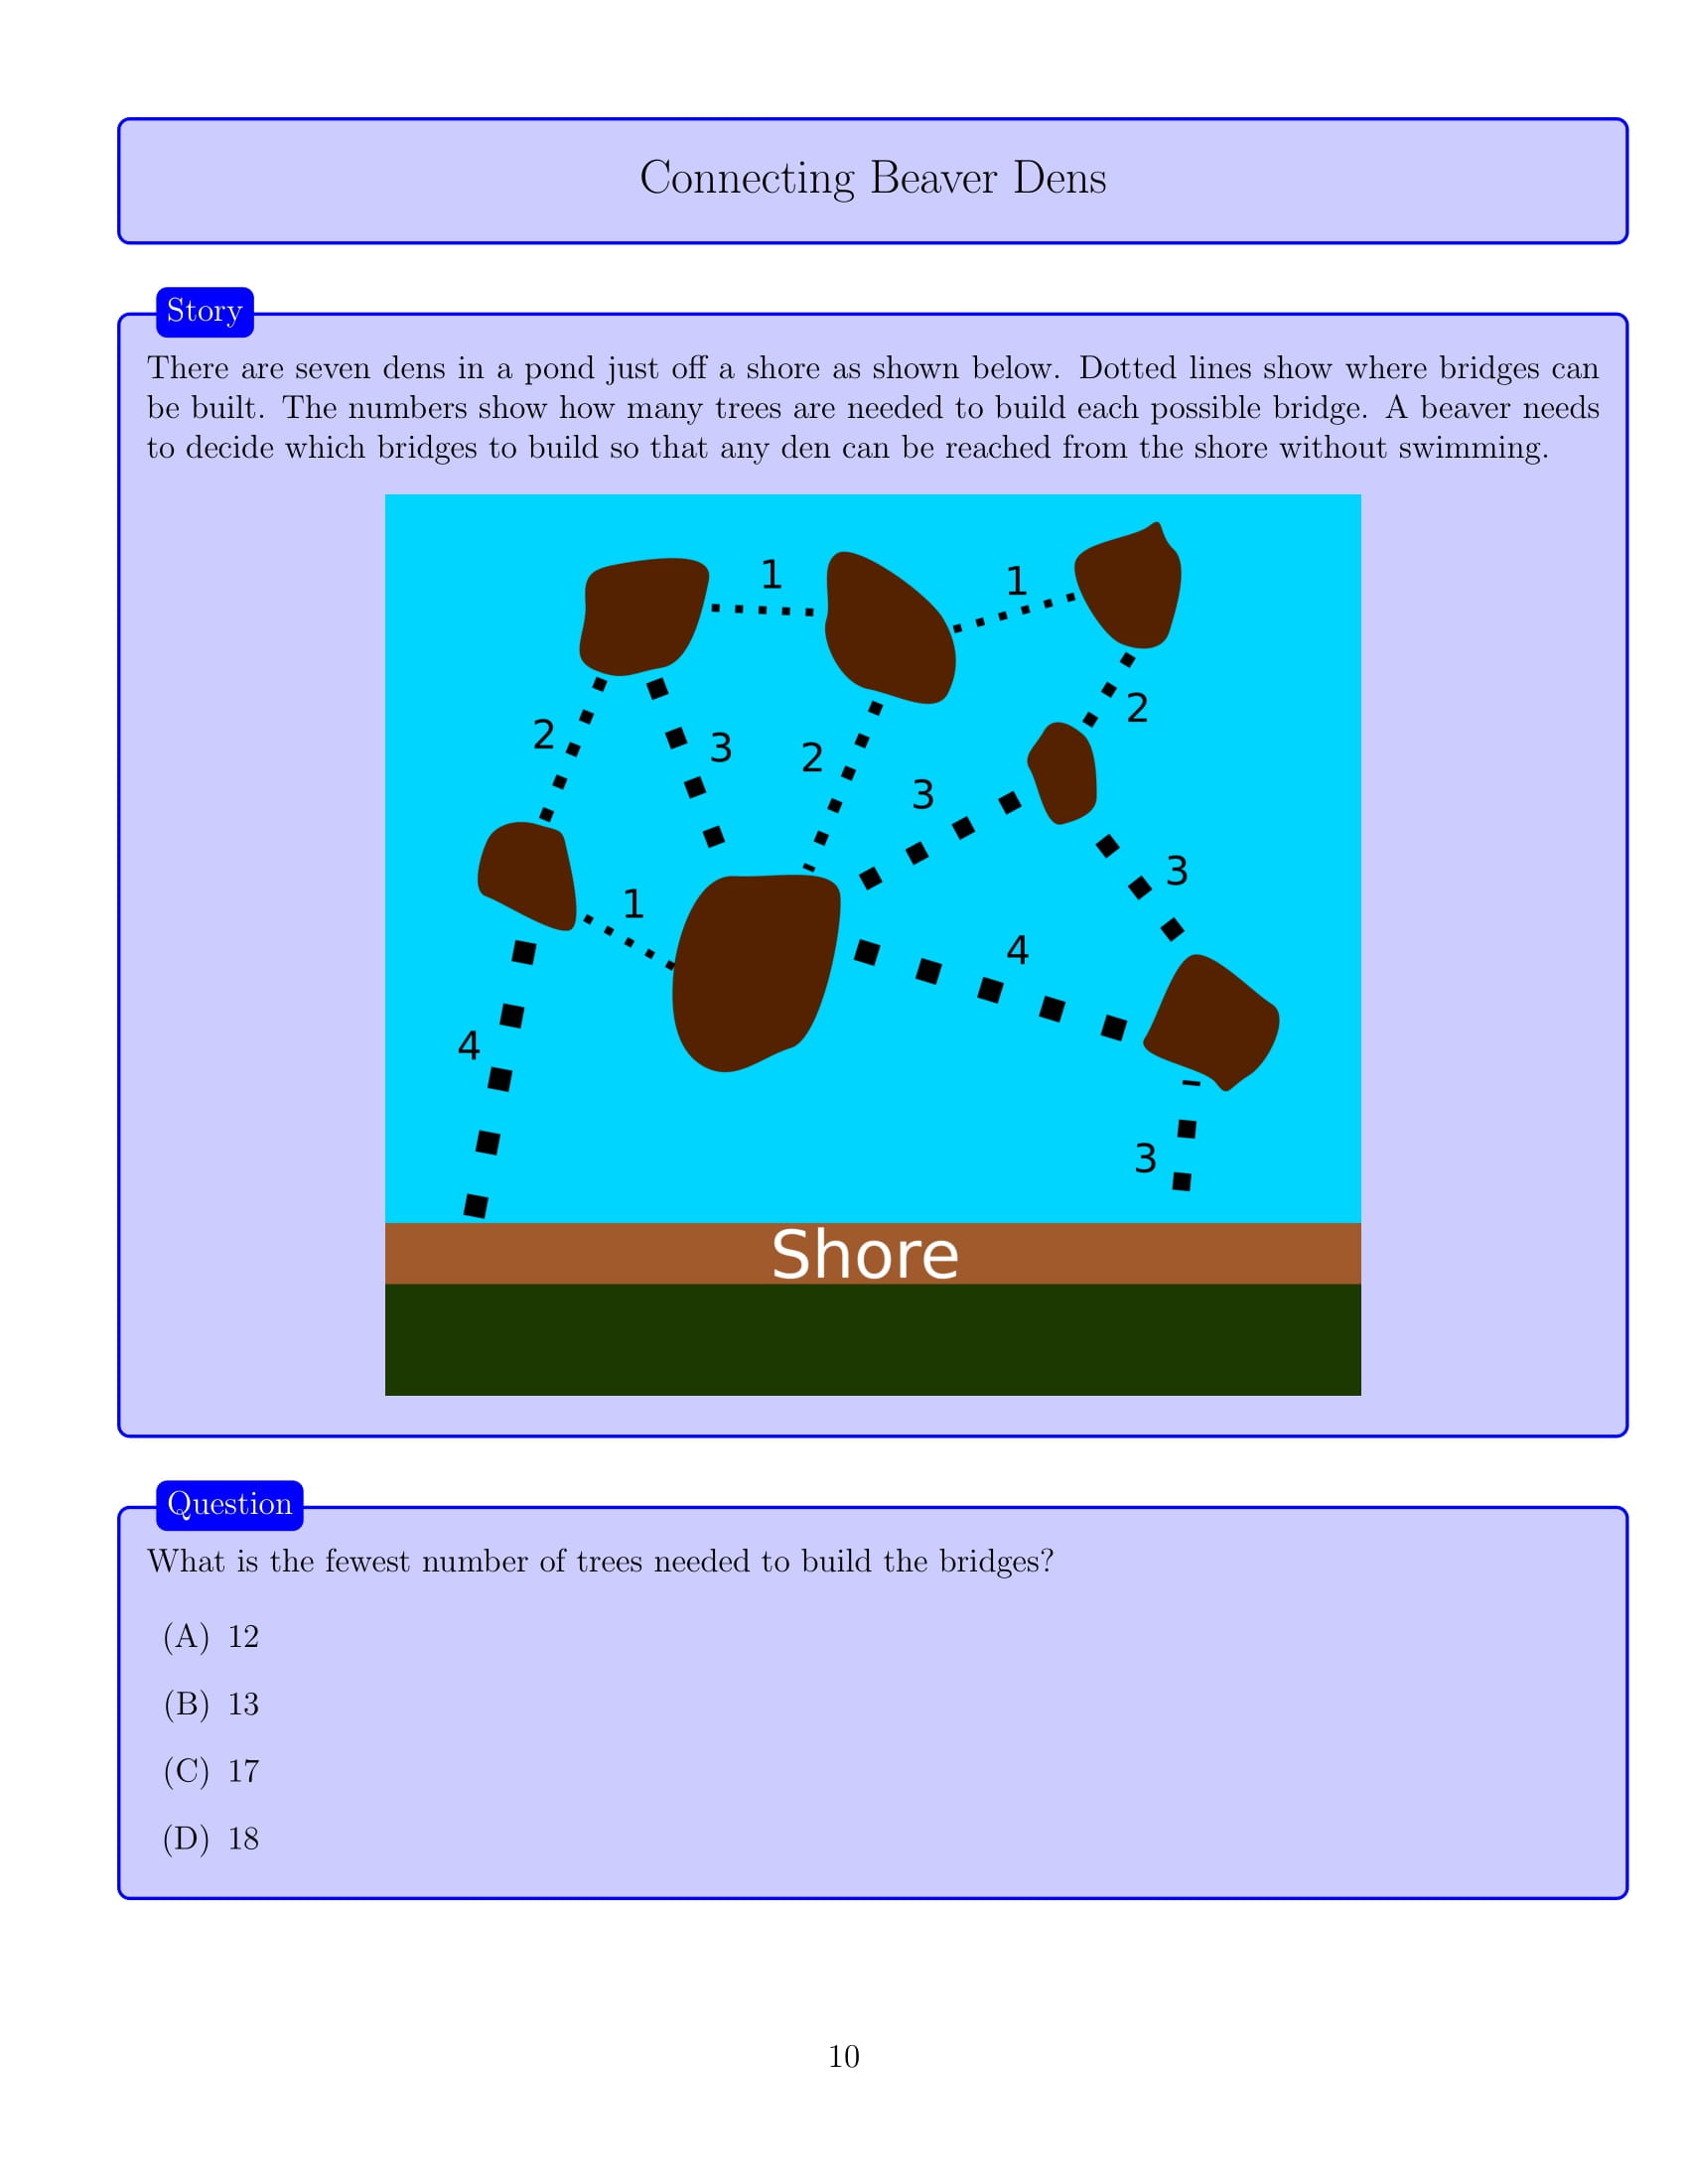 Connecting Beaver Dens
Story
There are seven dens in a pond just off a shore as shown below. Dotted lines show where bridges can
be built. The numbers show how many trees are needed to build each possible bridge. A beaver needs
to decide which bridges to build so that any den can be reached from the shore without swimming.
1
1
2
2
3
2
3
3
1
4
4
3
Shore
Question
What is the fewest number of trees needed to build the bridges?
(A) 12
(B) 13
(C) 17
(D) 18
10